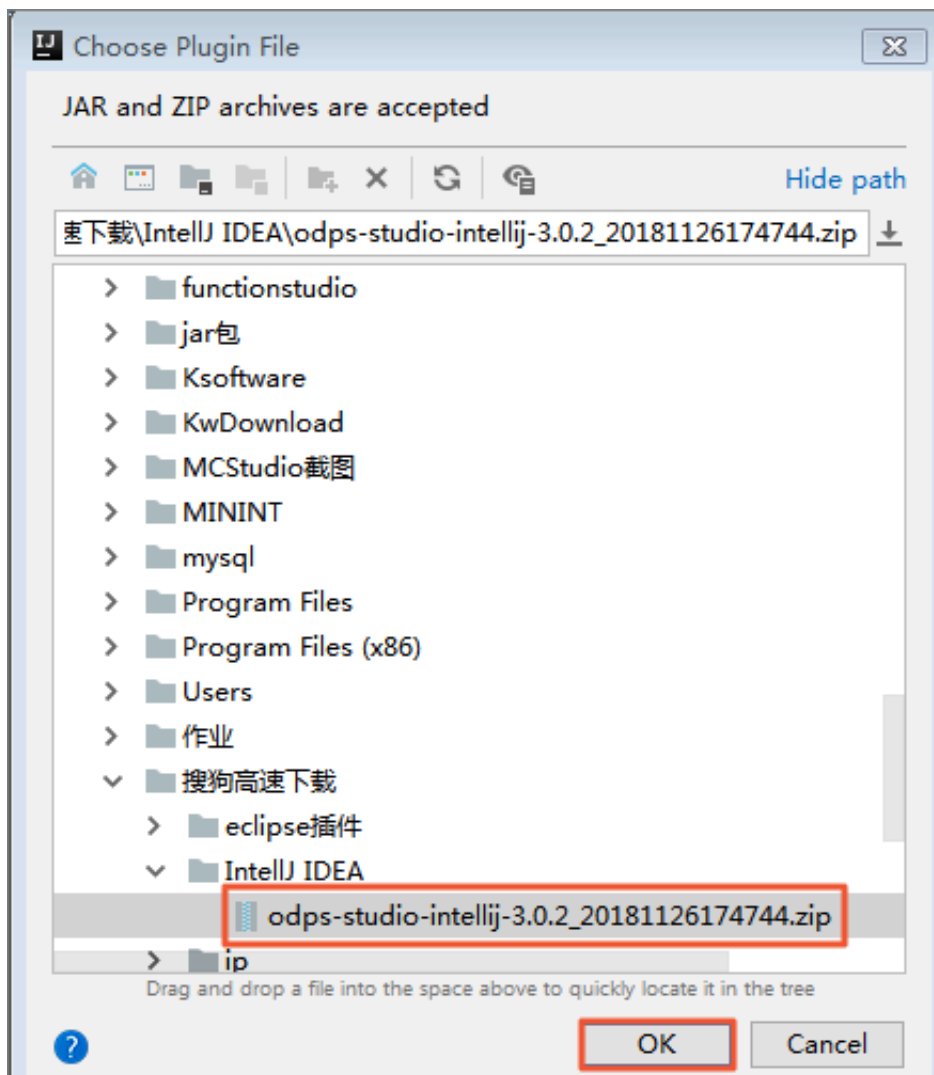 Choose Plugin File
JAR and ZIP archives are accepted
Hide path
速下载\IntellJ IDEA\odps-studio-intellij-3.0.2_20181126174744.zip
functionstudio
jar包
Ksoftware
KwDownload
MCStudio截图
MININT
mysql
Program Files
Program Files (x86)
Users
作业
搜狗高速下载
eclipse插件
IntellJ IDEA
odps-studio-intellij-3.0.2_20181126174744.zip
ip
Drag and drop a file into the space above to quickly locate it in the tree
OK Cancel